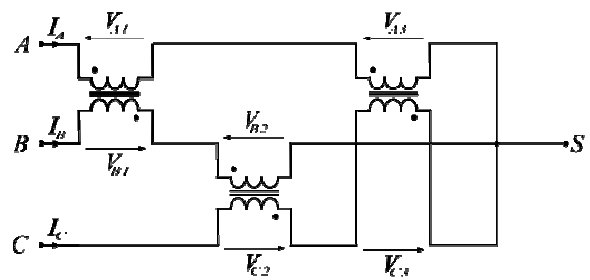 A I_A V_A1 V_A3
B I_B V_B1 V_B2 S
C I_C V_C2 V_C3